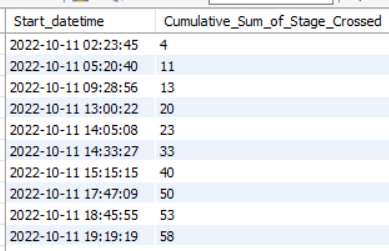 Start_datetime Cumulative_Sum_of_Stage_Crossed
2022-10-11 02:23:45 4
2022-10-11 05:20:40 11
2022-10-11 09:28:56 13
2022-10-11 13:00:22 20
2022-10-11 14:05:08 23
2022-10-11 14:33:27 33
2022-10-11 15:15:15 40
2022-10-11 17:47:09 50
2022-10-11 18:45:55 53
2022-10-11 19:19:19 58